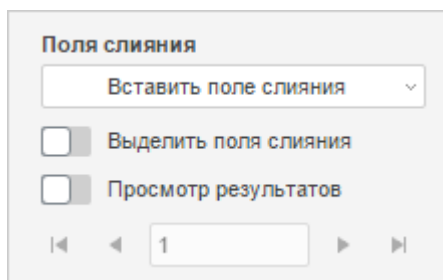 Поля слияния
Вставить поле слияния
Выделить поля слияния
Просмотр результатов
1